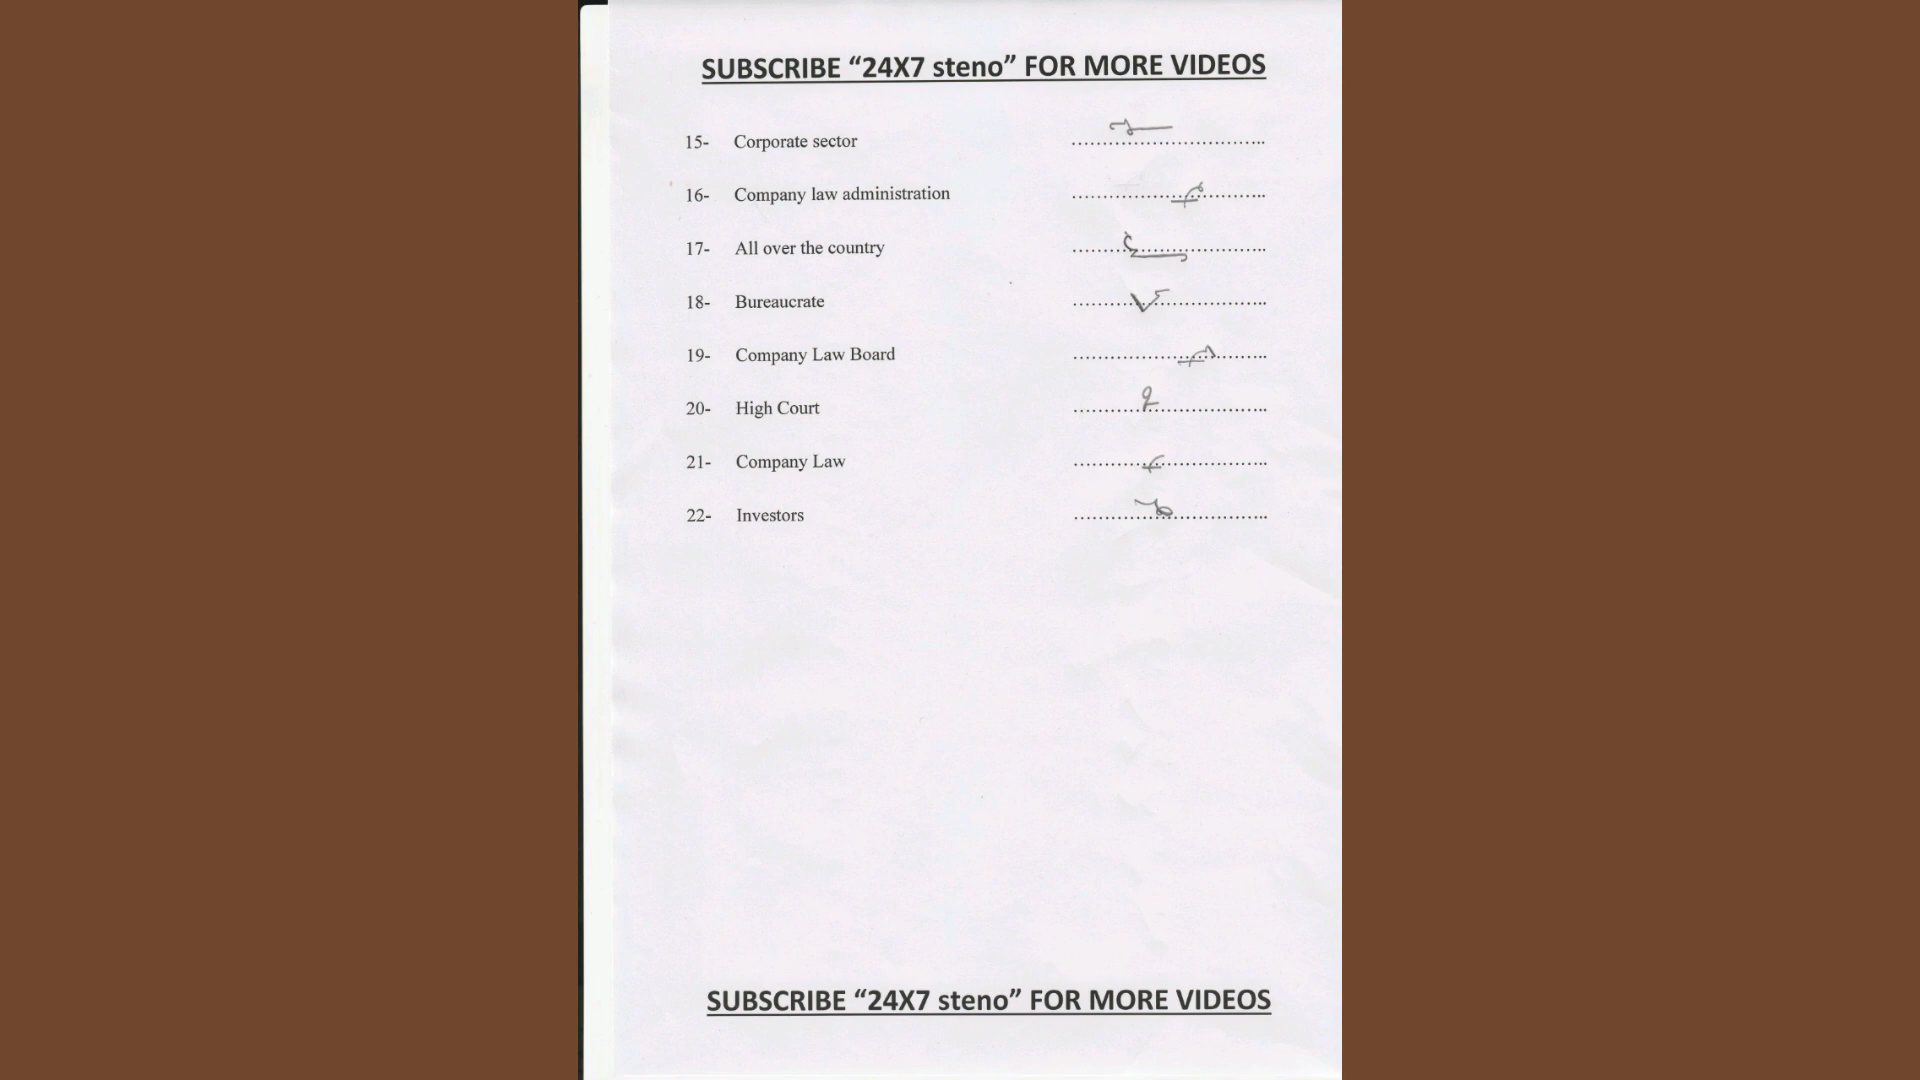 SUBSCRIBE “24X7 steno” FOR MORE VIDEOS
15- Corporate sector ..................................
16- Company law administration ..................................
17- All over the country ..................................
18- Bureaucrate ..................................
19- Company Law Board ..................................
20- High Court ..................................
21- Company Law ..................................
22- Investors ..................................
SUBSCRIBE “24X7 steno” FOR MORE VIDEOS